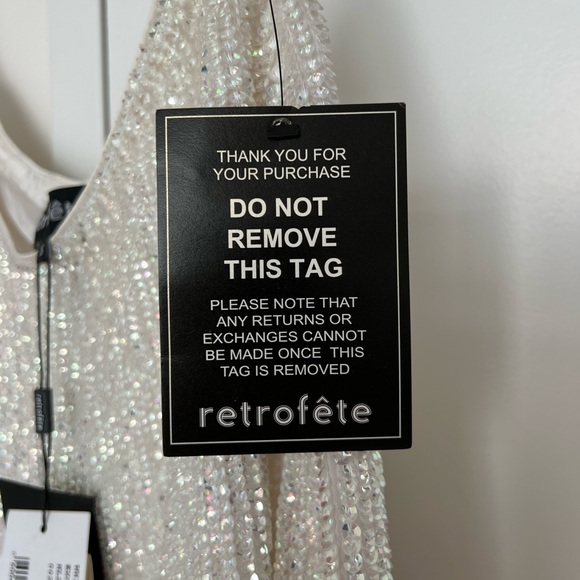 THANK YOU FOR
YOUR PURCHASE
DO NOT
REMOVE
THIS TAG
PLEASE NOTE THAT
ANY RETURNS OR
EXCHANGES CANNOT
BE MADE ONCE THIS
TAG IS REMOVED
retrofête
retrofête